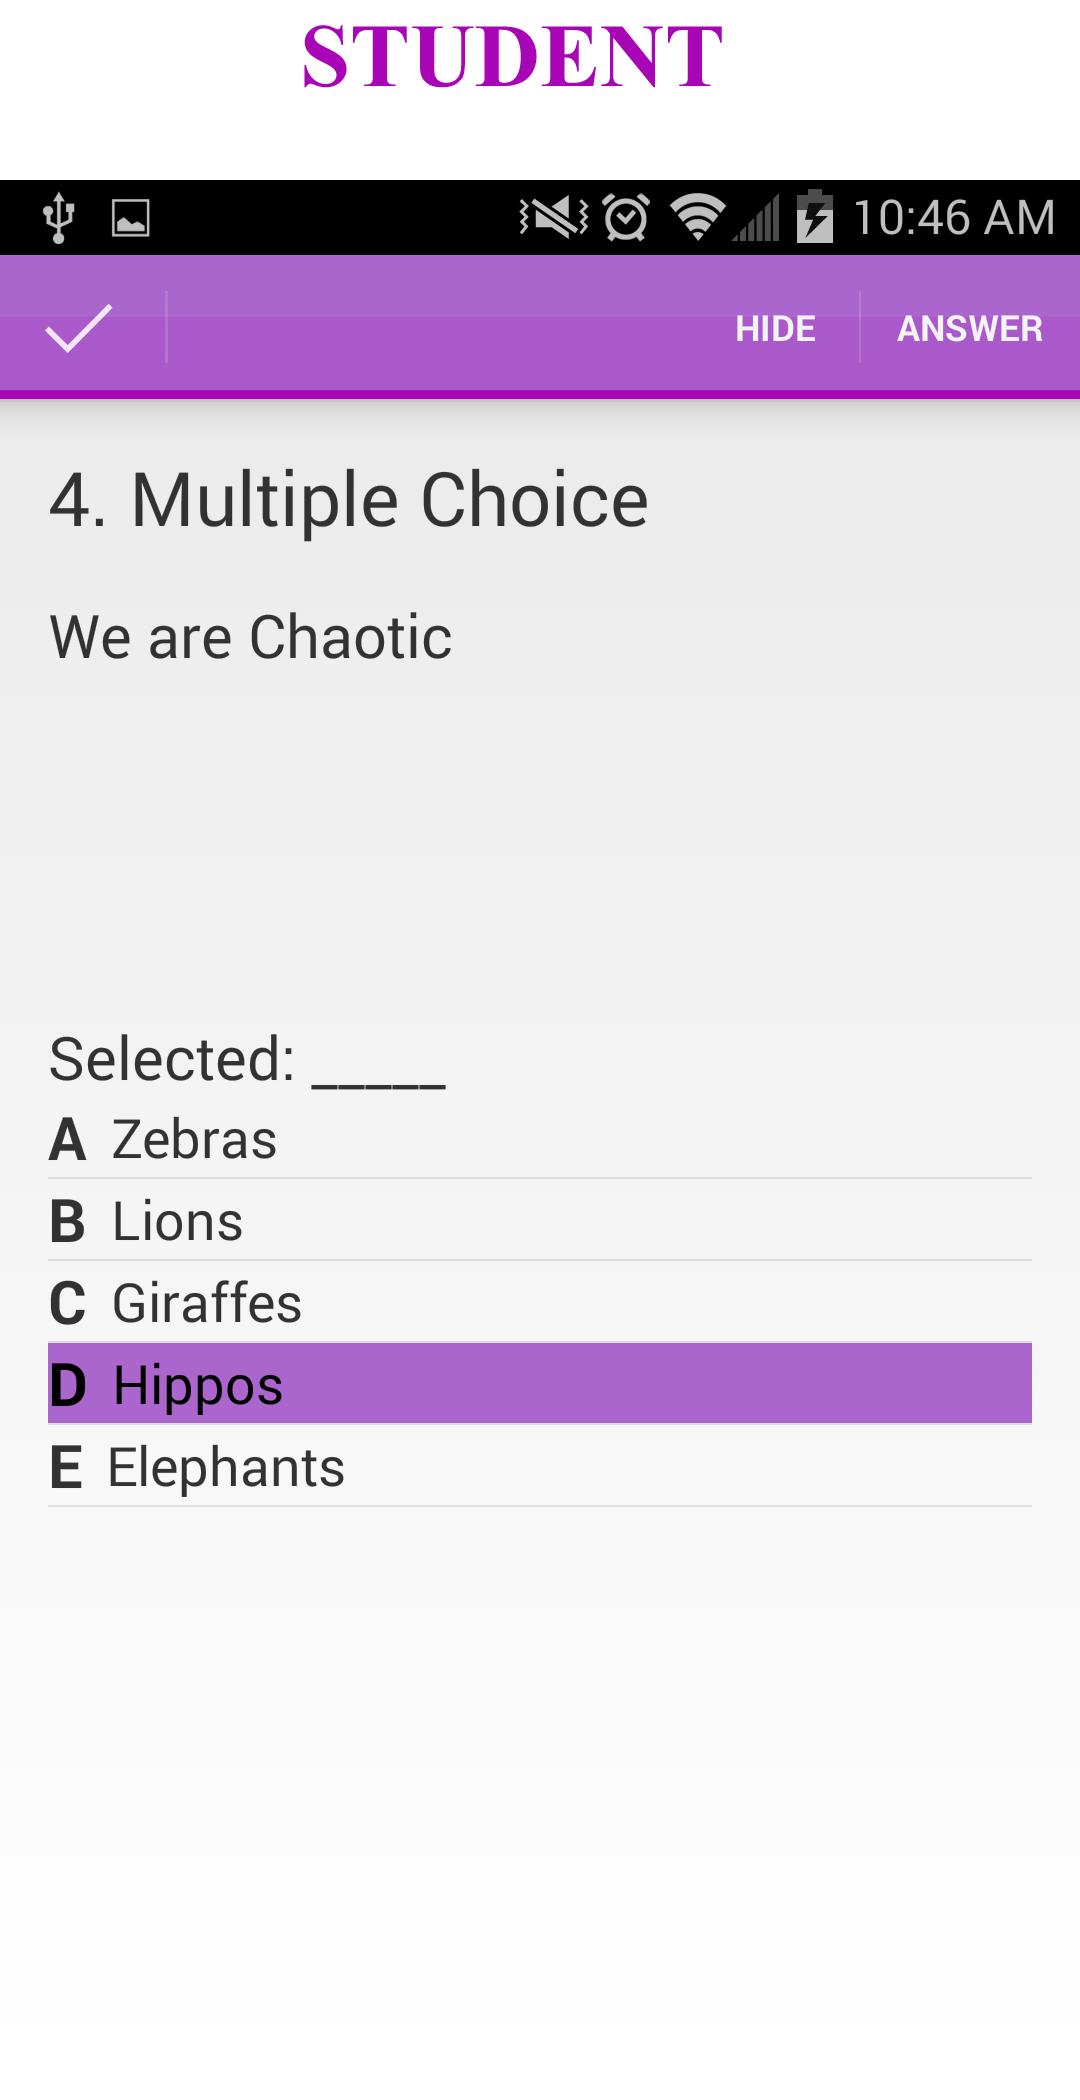 STUDENT
10:46 AM
HIDE ANSWER
4. Multiple Choice
We are Chaotic
Selected: _____
A Zebras
B Lions
C Giraffes
D Hippos
E Elephants